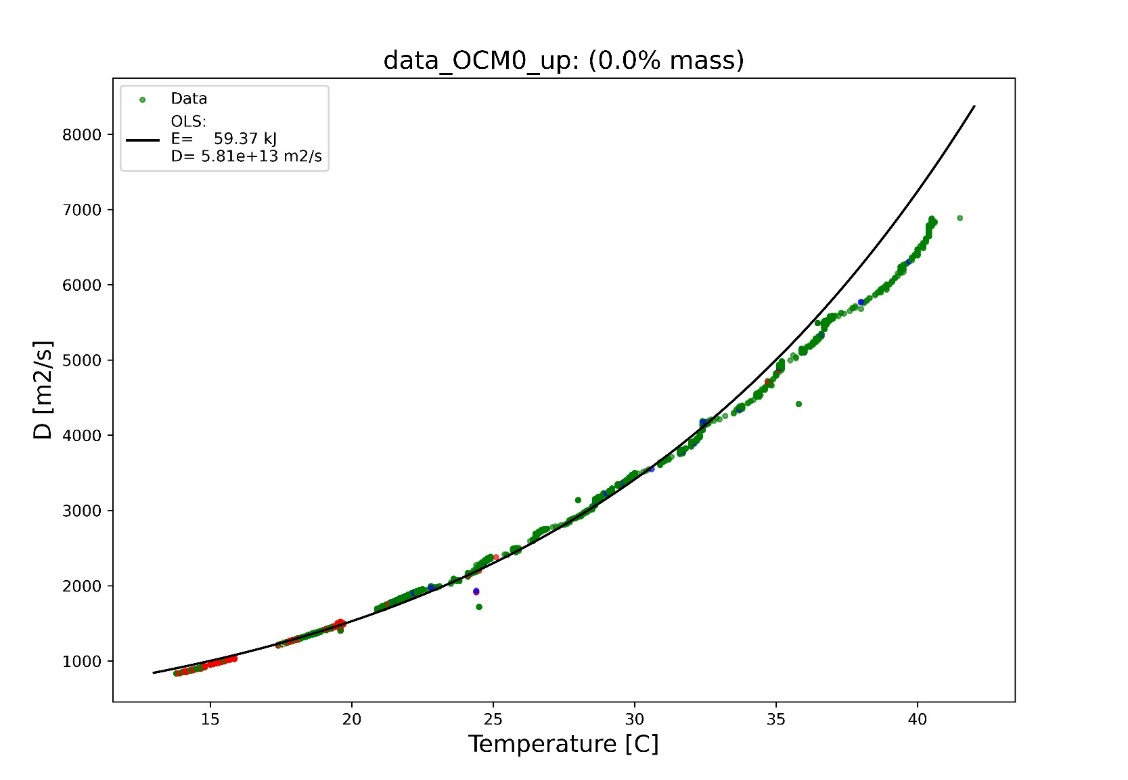 data_OCM0_up: (0.0% mass)
Data
OLS:
E= 59.37 kJ
D= 5.81e+13 m2/s
D [m2/s]
8000
7000
6000
5000
4000
3000
2000
1000
15 20 25 30 35 40
Temperature [C]